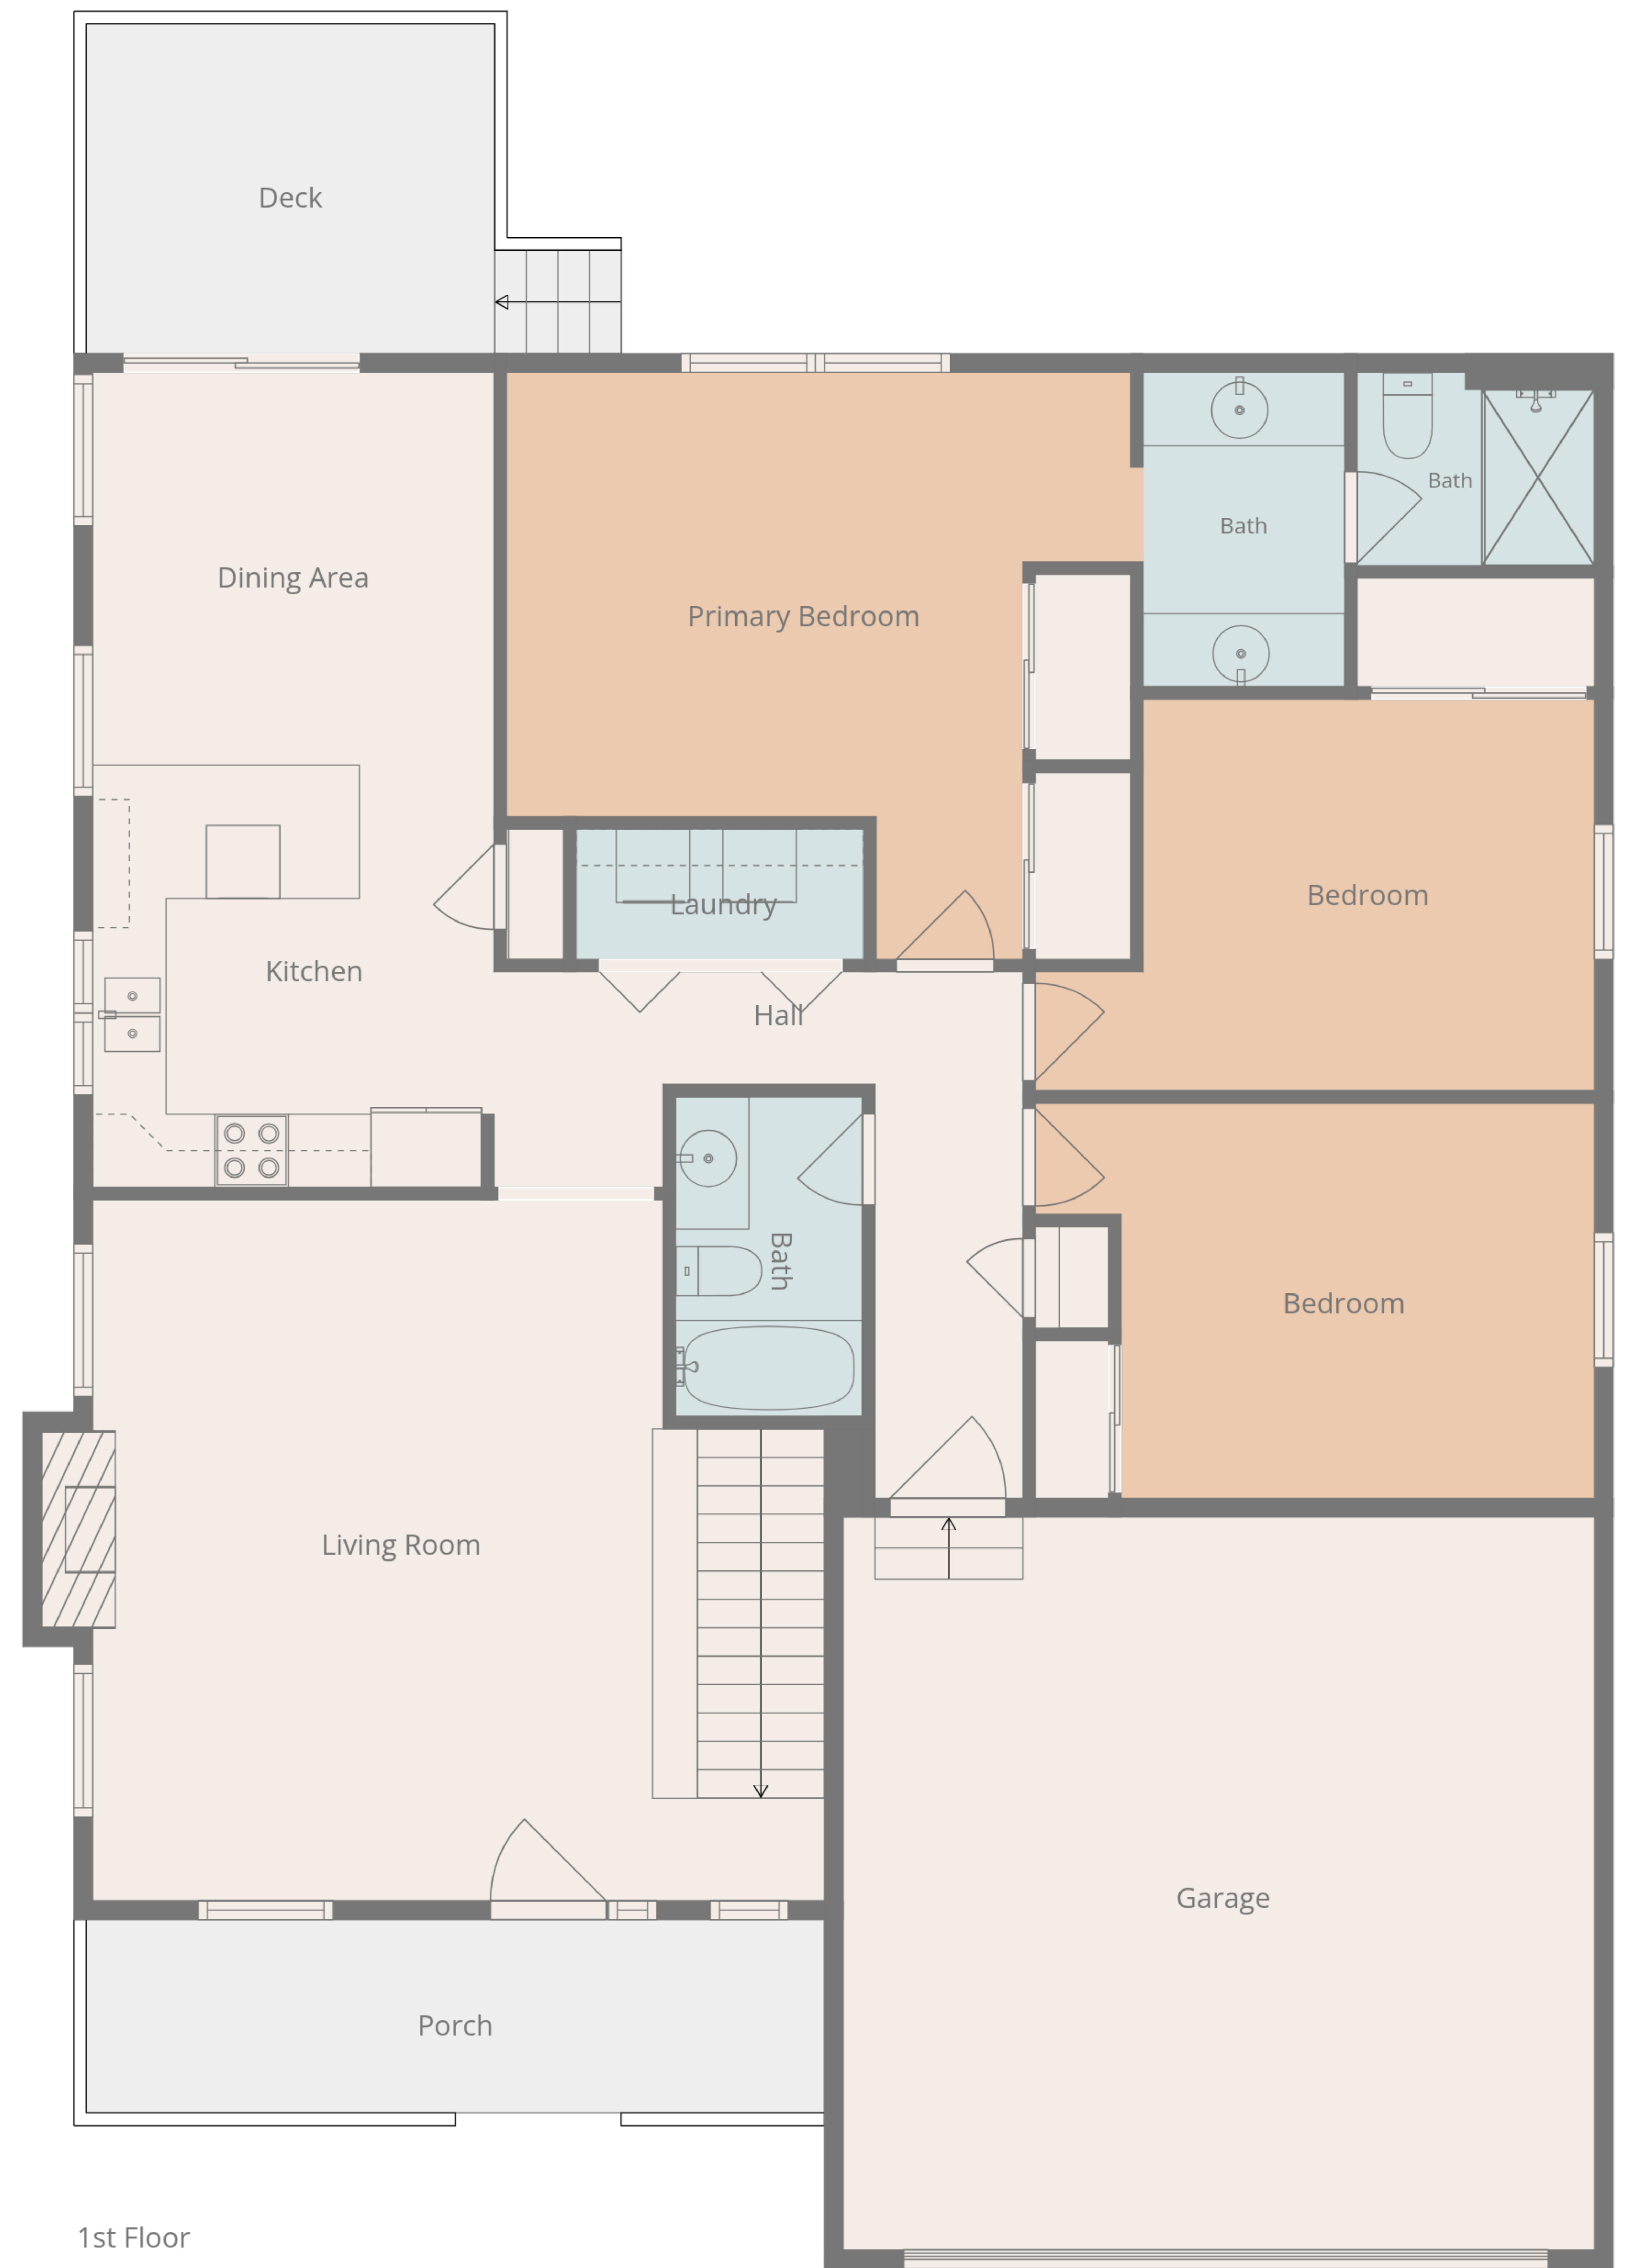 Deck
Bath
Bath
Dining Area
Primary Bedroom
Bedroom
Laundry
Kitchen
Hall
Bath
Bedroom
Living Room
Garage
Porch
1st Floor